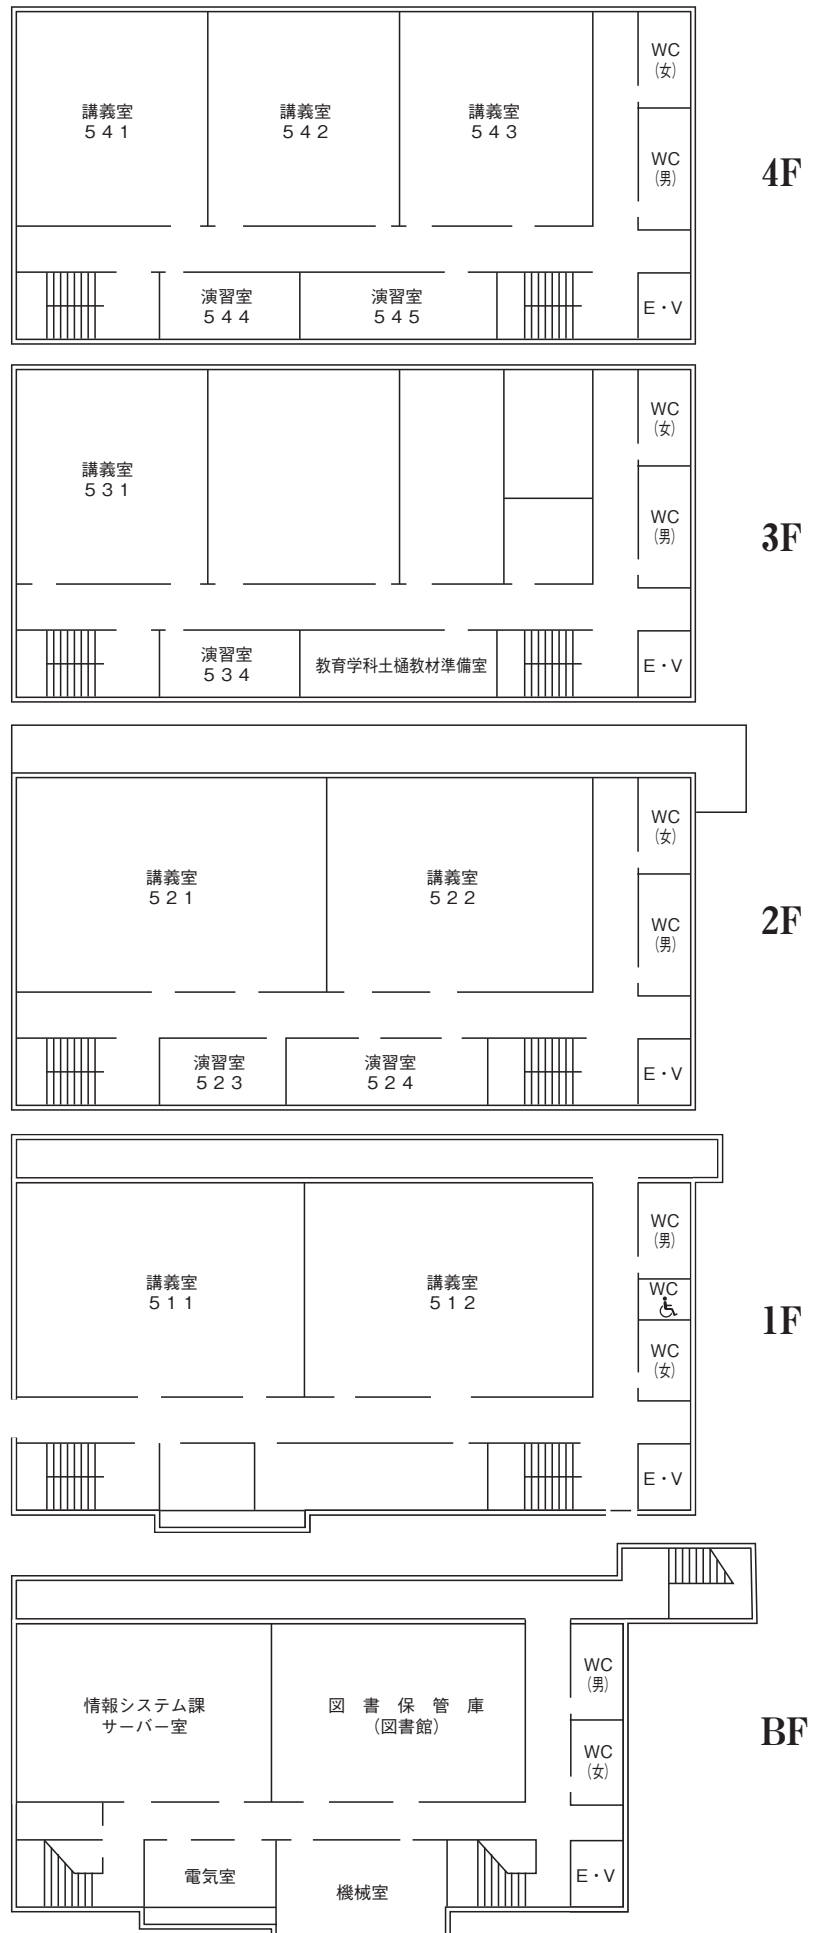 WC
(女)
講義室
５４１
講義室
５４２
講義室
５４３
WC
(男)
4F
演習室
５４４
演習室
５４５
E・V
WC
(女)
講義室
５３１
WC
(男)
3F
演習室
５３４
教育学科土樋教材準備室
E・V
WC
(女)
講義室
５２１
講義室
５２２
WC
(男)
2F
演習室
５２３
演習室
５２４
E・V
WC
(男)
講義室
５１１
講義室
５１２
WC
WC
(女)
1F
E・V
WC
(男)
情報システム課
サーバー室
図書保管庫
(図書館)
WC
(女)
BF
電気室
機械室
E・V